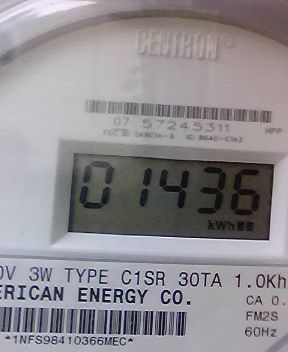 CENTRON®
07 57245311
HPP
01436
kWh
0V 3W TYPE C1SR 30TA 1.0Kh
ERICAN ENERGY CO.
CA 0.
FM2S
60Hz
*1NFS98410366MEC*